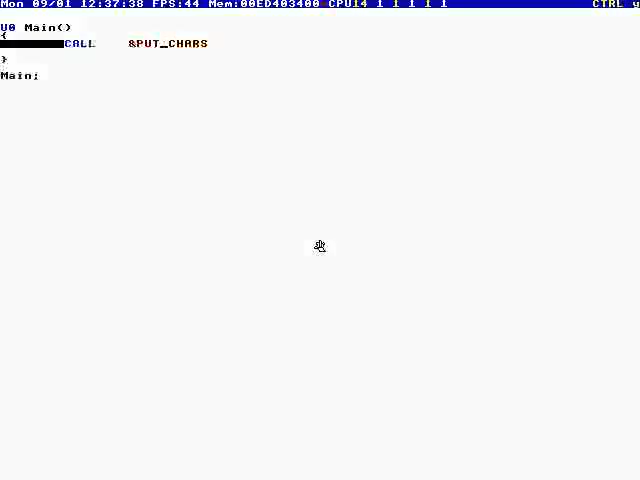 Mon 09/01 12:37:38 FPS:44 Mem:00ED403400 CPU14 1 1 1 1 1 CTRL y
U0 Main()
{
CALL &PUT_CHARS
}
Main;